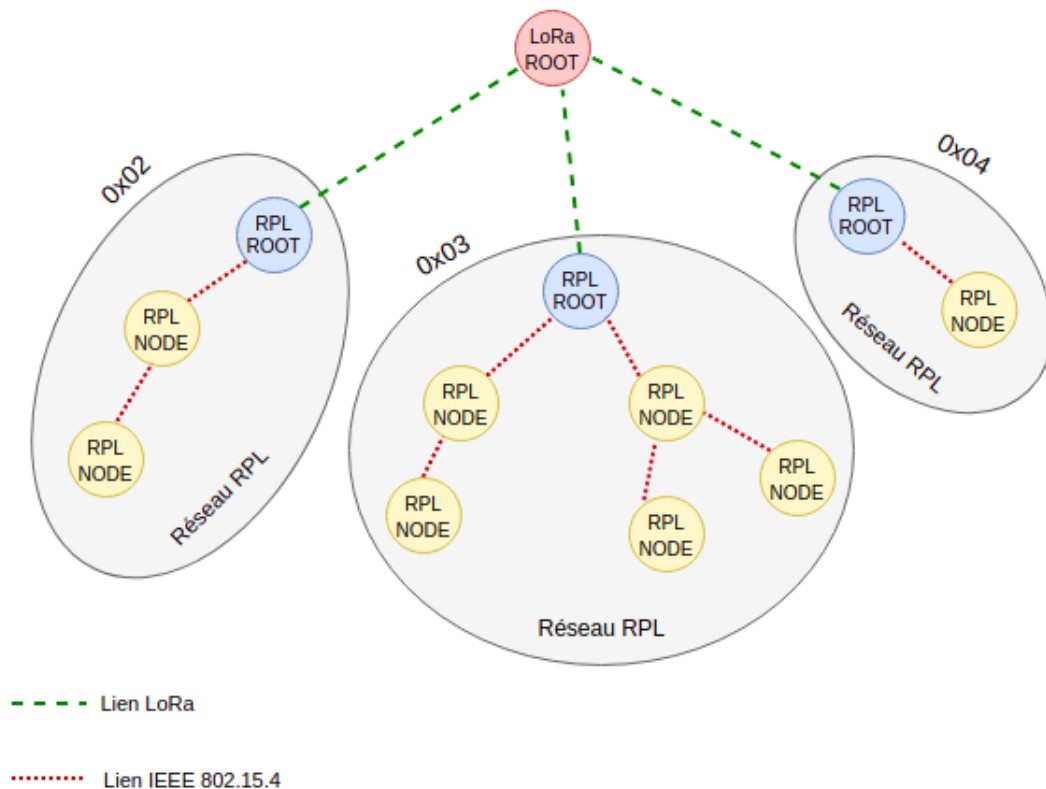 LoRa
ROOT
0x02
RPL
ROOT
RPL
NODE
RPL
NODE
Réseau RPL
0x03
RPL
ROOT
RPL
NODE
RPL
NODE
RPL
NODE
RPL
NODE
RPL
NODE
Réseau RPL
0x04
RPL
ROOT
RPL
NODE
Réseau RPL
Lien LoRa
Lien IEEE 802.15.4